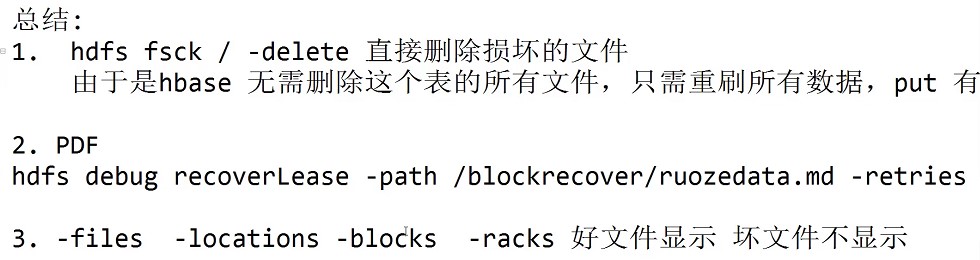 总结:
1. hdfs fsck / -delete 直接删除损坏的文件
由于是hbase 无需删除这个表的所有文件，只需重刷所有数据，put 有
2. PDF
hdfs debug recoverLease -path /blockrecover/ruozedata.md -retries
3. -files -locations -blocks -racks 好文件显示 坏文件不显示